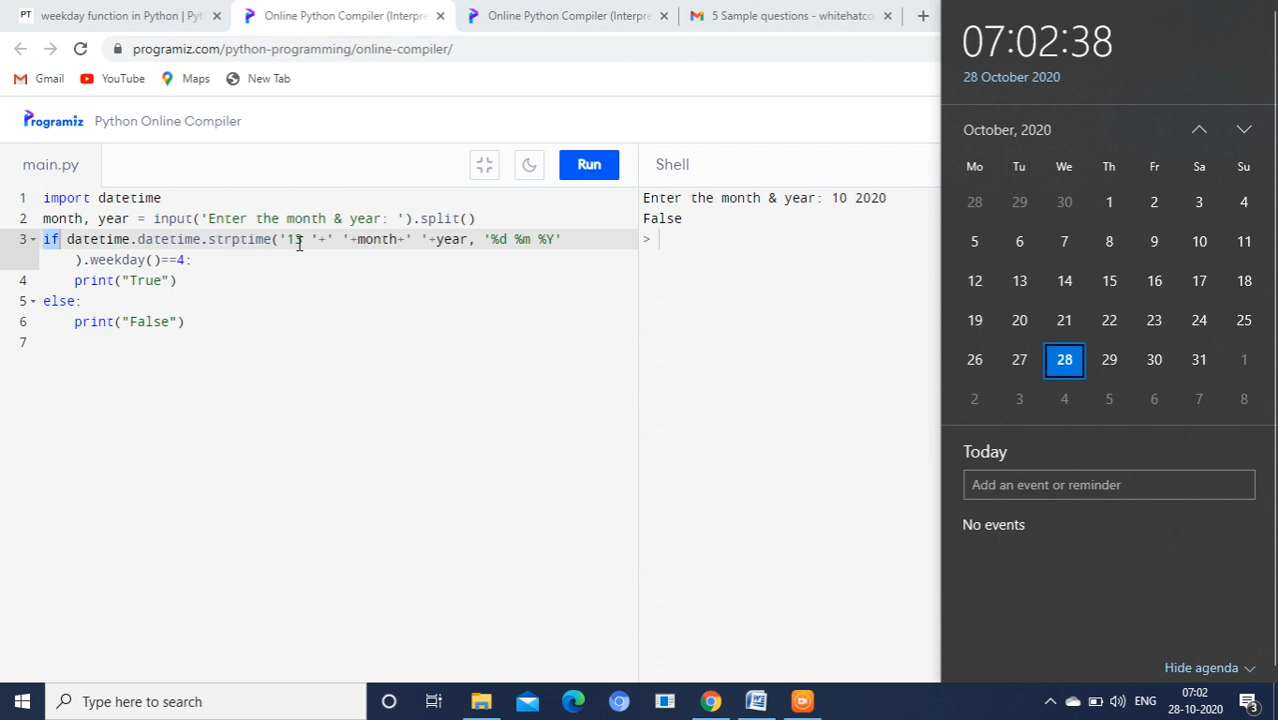 weekday function in Python | Pyt
Online Python Compiler (Interpre
Online Python Compiler (Interpre
5 Sample questions - whitehatco
programiz.com/python-programming/online-compiler/
Gmail YouTube Maps New Tab
Programiz Python Online Compiler
main.py Run Shell
1 import datetime
2 month, year = input('Enter the month & year: ').split()
3 if datetime.datetime.strptime('13 '+' '+month+' '+year, '%d %m %Y'
).weekday()==4:
4 print("True")
5 else:
6 print("False")
7
Enter the month & year: 10 2020
False
>
07:02:38
28 October 2020
October, 2020
Mo Tu We Th Fr Sa Su
28 29 30 1 2 3 4
5 6 7 8 9 10 11
12 13 14 15 16 17 18
19 20 21 22 23 24 25
26 27 28 29 30 31 1
2 3 4 5 6 7 8
Today
Add an event or reminder
No events
Hide agenda
Type here to search
ENG
07:02
28-10-2020
3